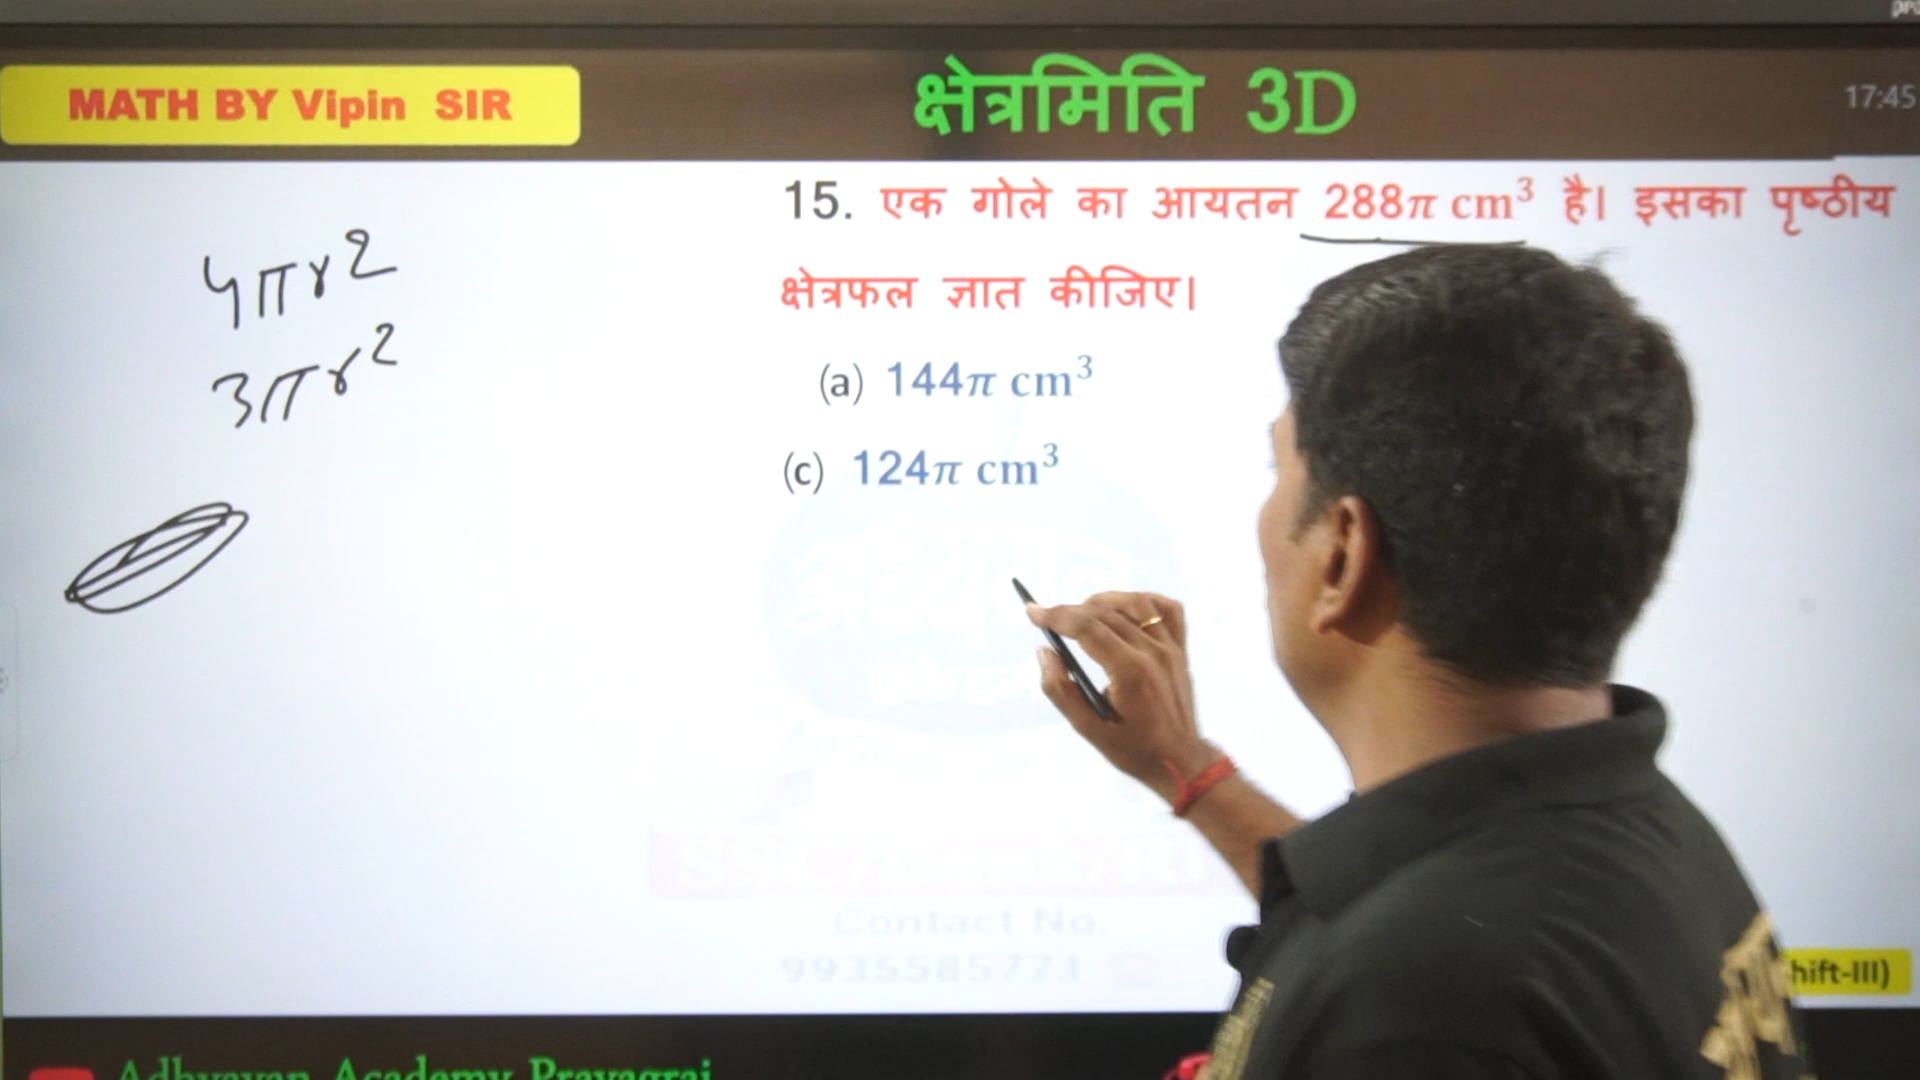 MATH BY Vipin SIR
क्षेत्रमिति 3D
17:45
15. एक गोले का आयतन 288π cm³ है। इसका पृष्ठीय
क्षेत्रफल ज्ञात कीजिए।
(a) 144π cm³
(c) 124π cm³
4πr2
3πr²
Contact No.
9935585771
hift-III)
Adhyayan Academy Prayagraj